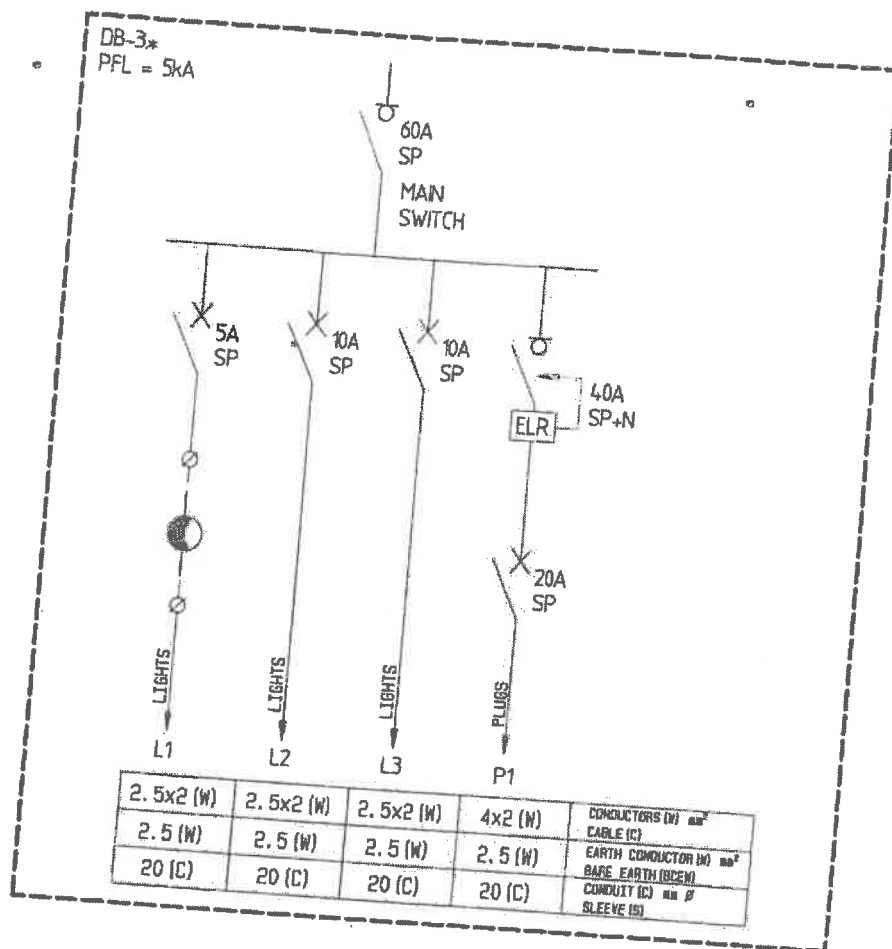 DB-3*
PFL = 5kA
60A
SP
MAIN
SWITCH
5A
SP
10A
SP
10A
SP
40A
SP+N
ELR
20A
SP
LIGHTS
LIGHTS
LIGHTS
PLUGS
L1
L2
L3
P1
2.5x2 (W) 2.5x2 (W) 2.5x2 (W) 4x2 (W) CONDUCTORS (W) mm²
CABLE (C)
2.5 (W) 2.5 (W) 2.5 (W) 2.5 (W) EARTH CONDUCTOR (W) mm²
BARE EARTH (BCEW)
20 (C) 20 (C) 20 (C) 20 (C) CONDUIT (C) mm Ø
SLEEVE (S)